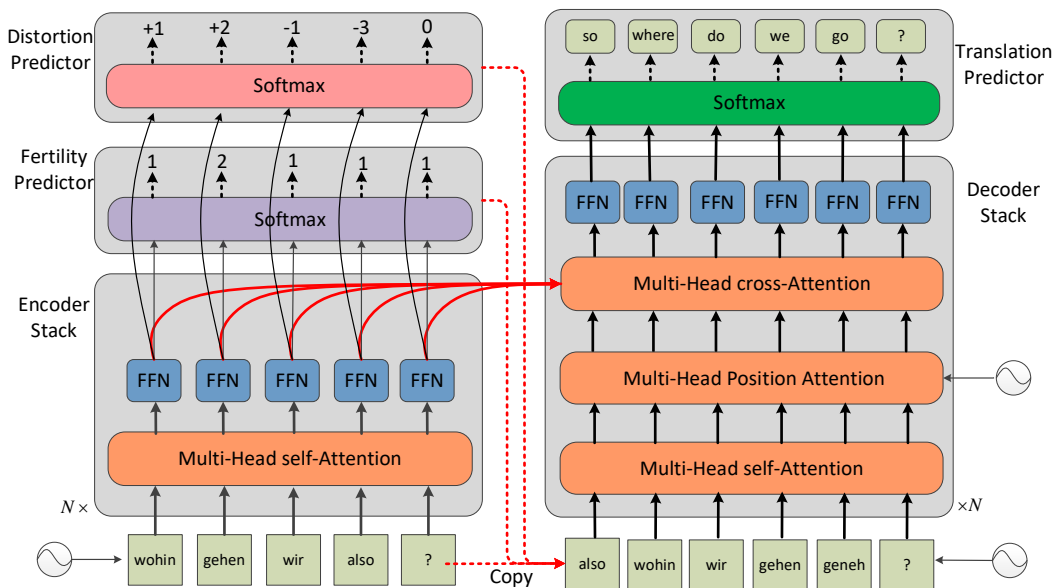 Distortion
Predictor
+1 +2 -1 -3 0
Softmax
Fertility
Predictor
1 2 1 1 1
Softmax
Encoder
Stack
FFN FFN FFN FFN FFN
Multi-Head self-Attention
N ×
wohin gehen wir also ?
Copy
so where do we go ?
Translation
Predictor
Softmax
Decoder
Stack
FFN FFN FFN FFN FFN FFN
Multi-Head cross-Attention
Multi-Head Position Attention
Multi-Head self-Attention
×N
also wohin wir gehen geneh ?